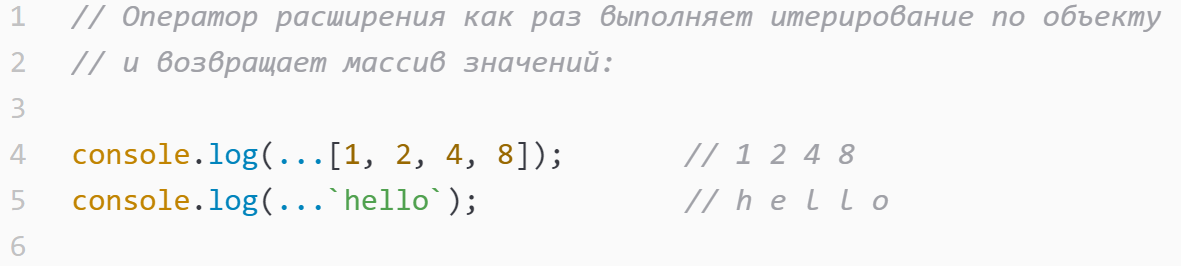 1 // Оператор расширения как раз выполняет итерирование по объекту
2 // и возвращает массив значений:
3
4 console.log(...[1, 2, 4, 8]); // 1 2 4 8
5 console.log(...`hello`); // h e l l o
6